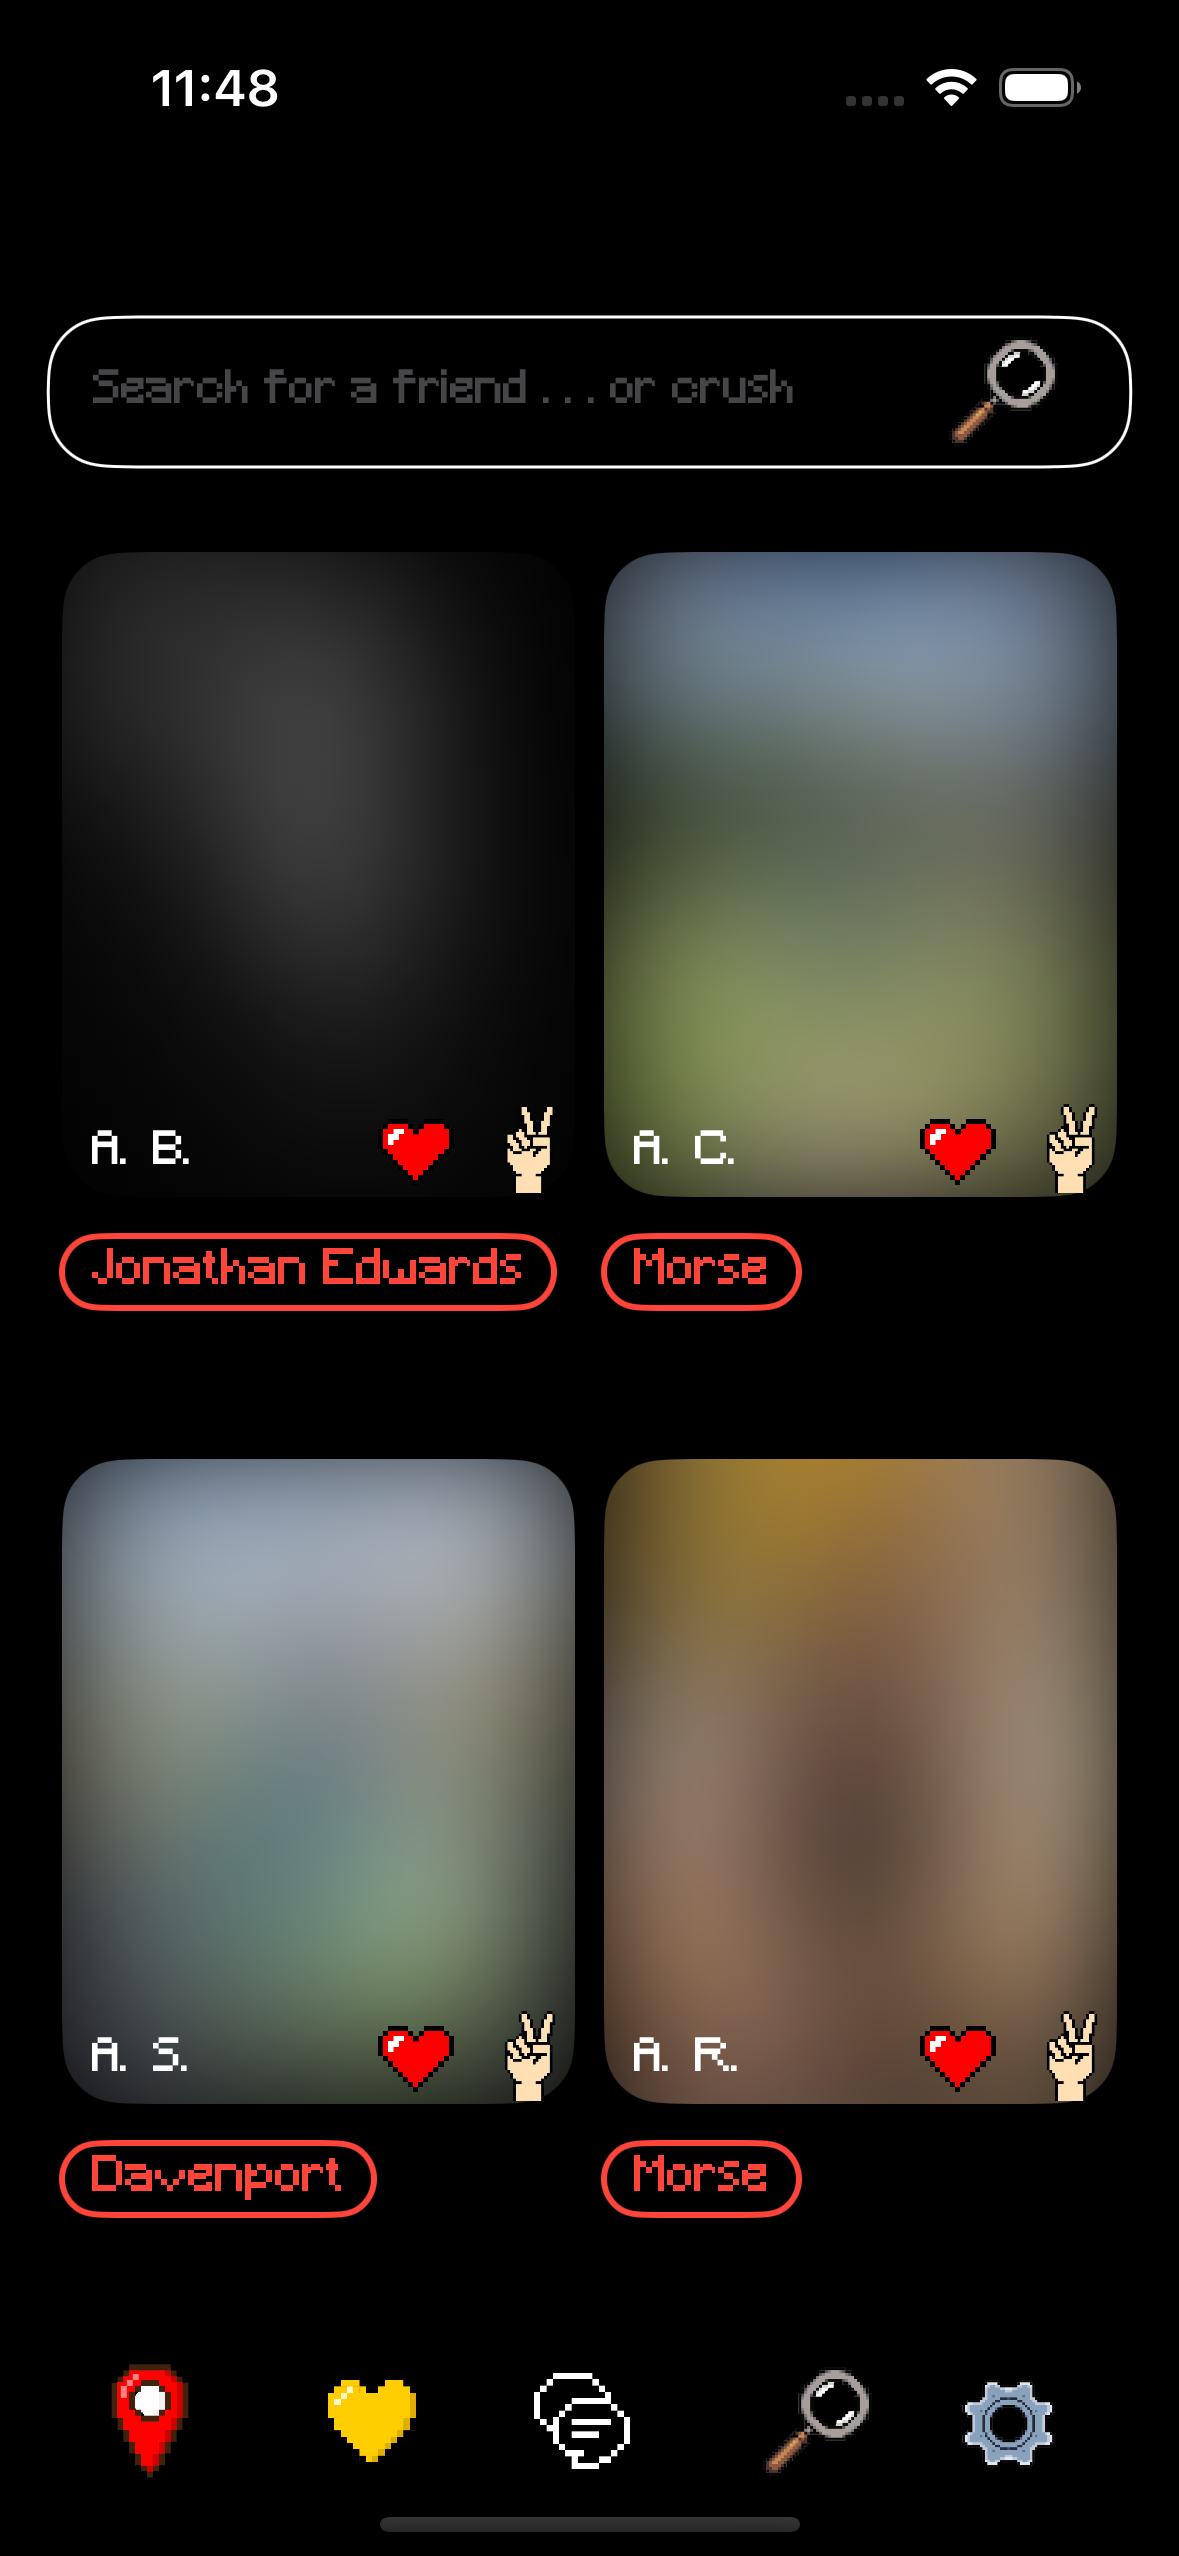 11:48
Search for a friend . . . or crush
A. B.
A. C.
Jonathan Edwards
Morse
A. S.
A. R.
Davenport
Morse